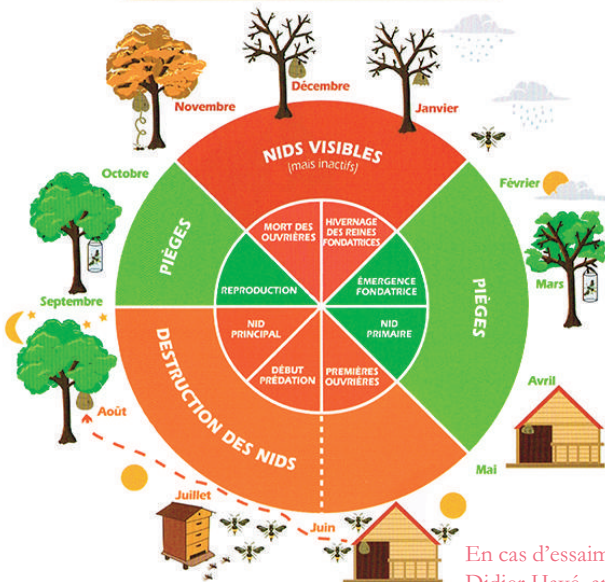 Décembre
Novembre
Janvier
NIDS VISIBLES
(mais inactifs)
Octobre
Février
PIÈGES
MORT DES
OUVRIÈRES
HIVERNAGE
DES REINES
FONDATRICES
REPRODUCTION
ÉMERGENCE
FONDATRICE
PIÈGES
Mars
Septembre
NID
PRINCIPAL
NID
PRIMAIRE
DÉBUT
PRÉDATION
PREMIÈRES
OUVRIÈRES
DESTRUCTION DES NIDS
Avril
Août
Mai
Juillet
Juin
En cas d'essaim